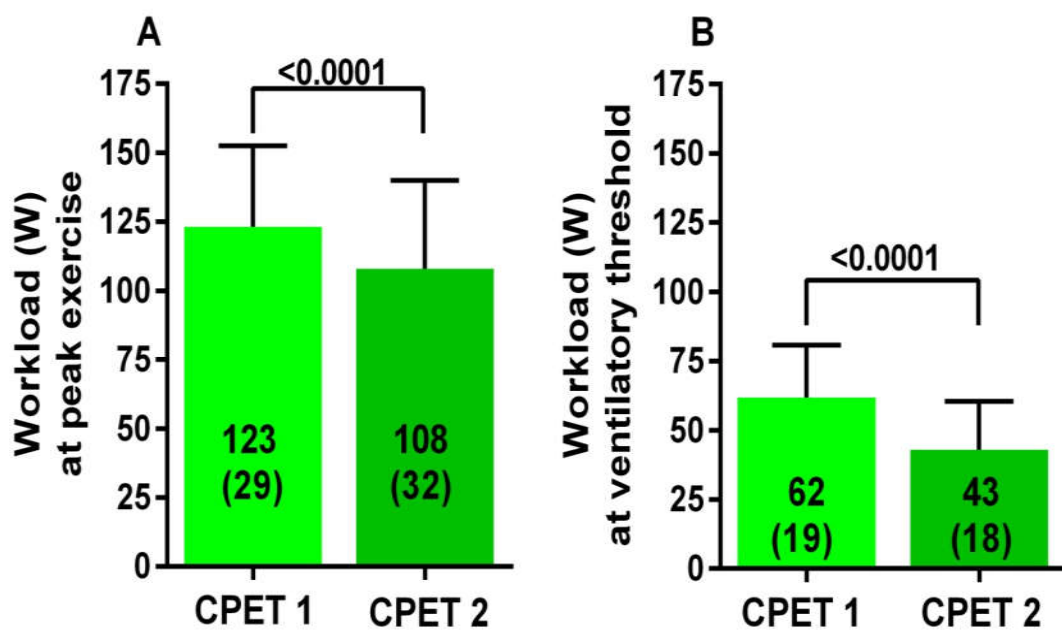 A
Workload (W)
at peak exercise
175
150
125
100
75
50
25
0
<0.0001
123
(29)
108
(32)
CPET 1
CPET 2
B
Workload (W)
at ventilatory threshold
175
150
125
100
75
50
25
0
<0.0001
62
(19)
43
(18)
CPET 1
CPET 2